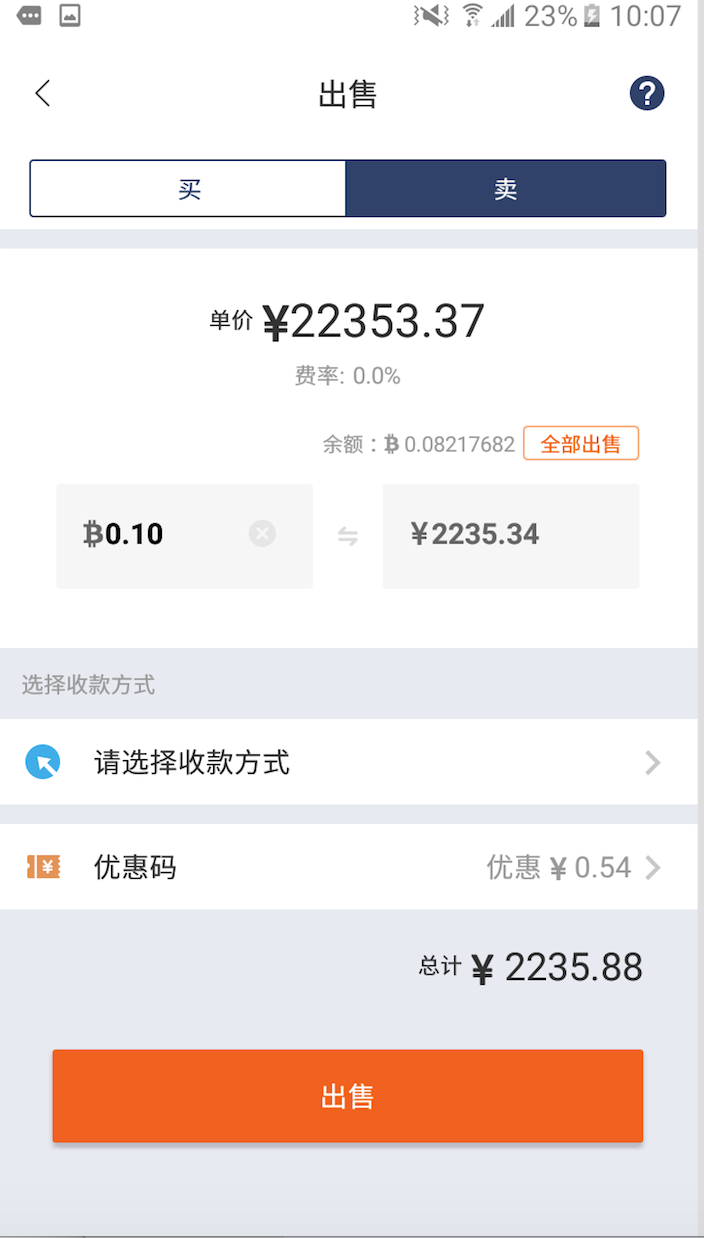 23% 10:07
出售 ?
买 卖
单价 ¥22353.37
费率: 0.0%
余额：฿ 0.08217682 全部出售
฿0.10 ¥2235.34
选择收款方式
请选择收款方式
优惠码 优惠 ¥ 0.54
总计 ¥ 2235.88
出售